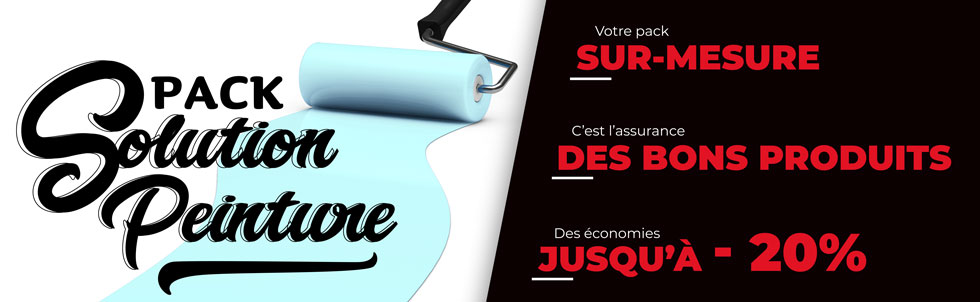 PACK
Solution
Peinture
Votre pack
SUR-MESURE
C'est l'assurance
DES BONS PRODUITS
Des économies
JUSQU'À - 20%